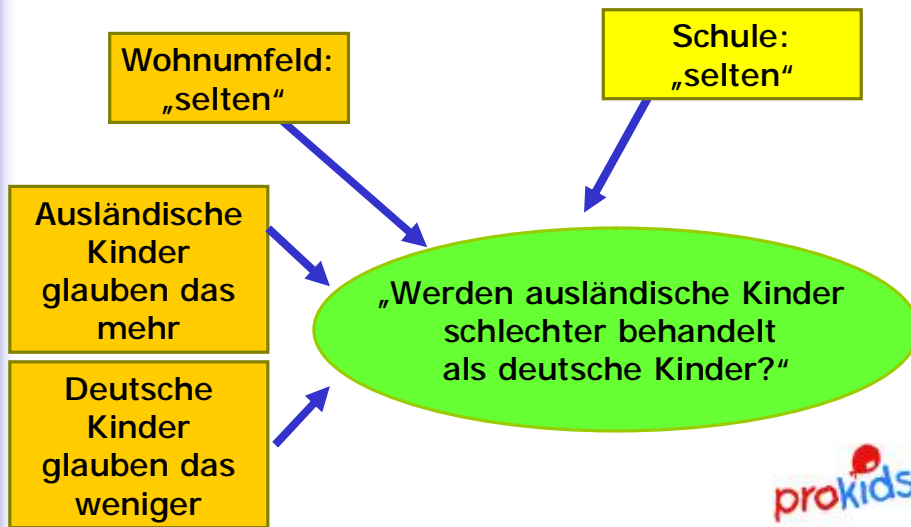 Wohnumfeld:
„selten“
Schule:
„selten“
Ausländische
Kinder
glauben das
mehr
„Werden ausländische Kinder
schlechter behandelt
als deutsche Kinder?“
Deutsche
Kinder
glauben das
weniger
prokids